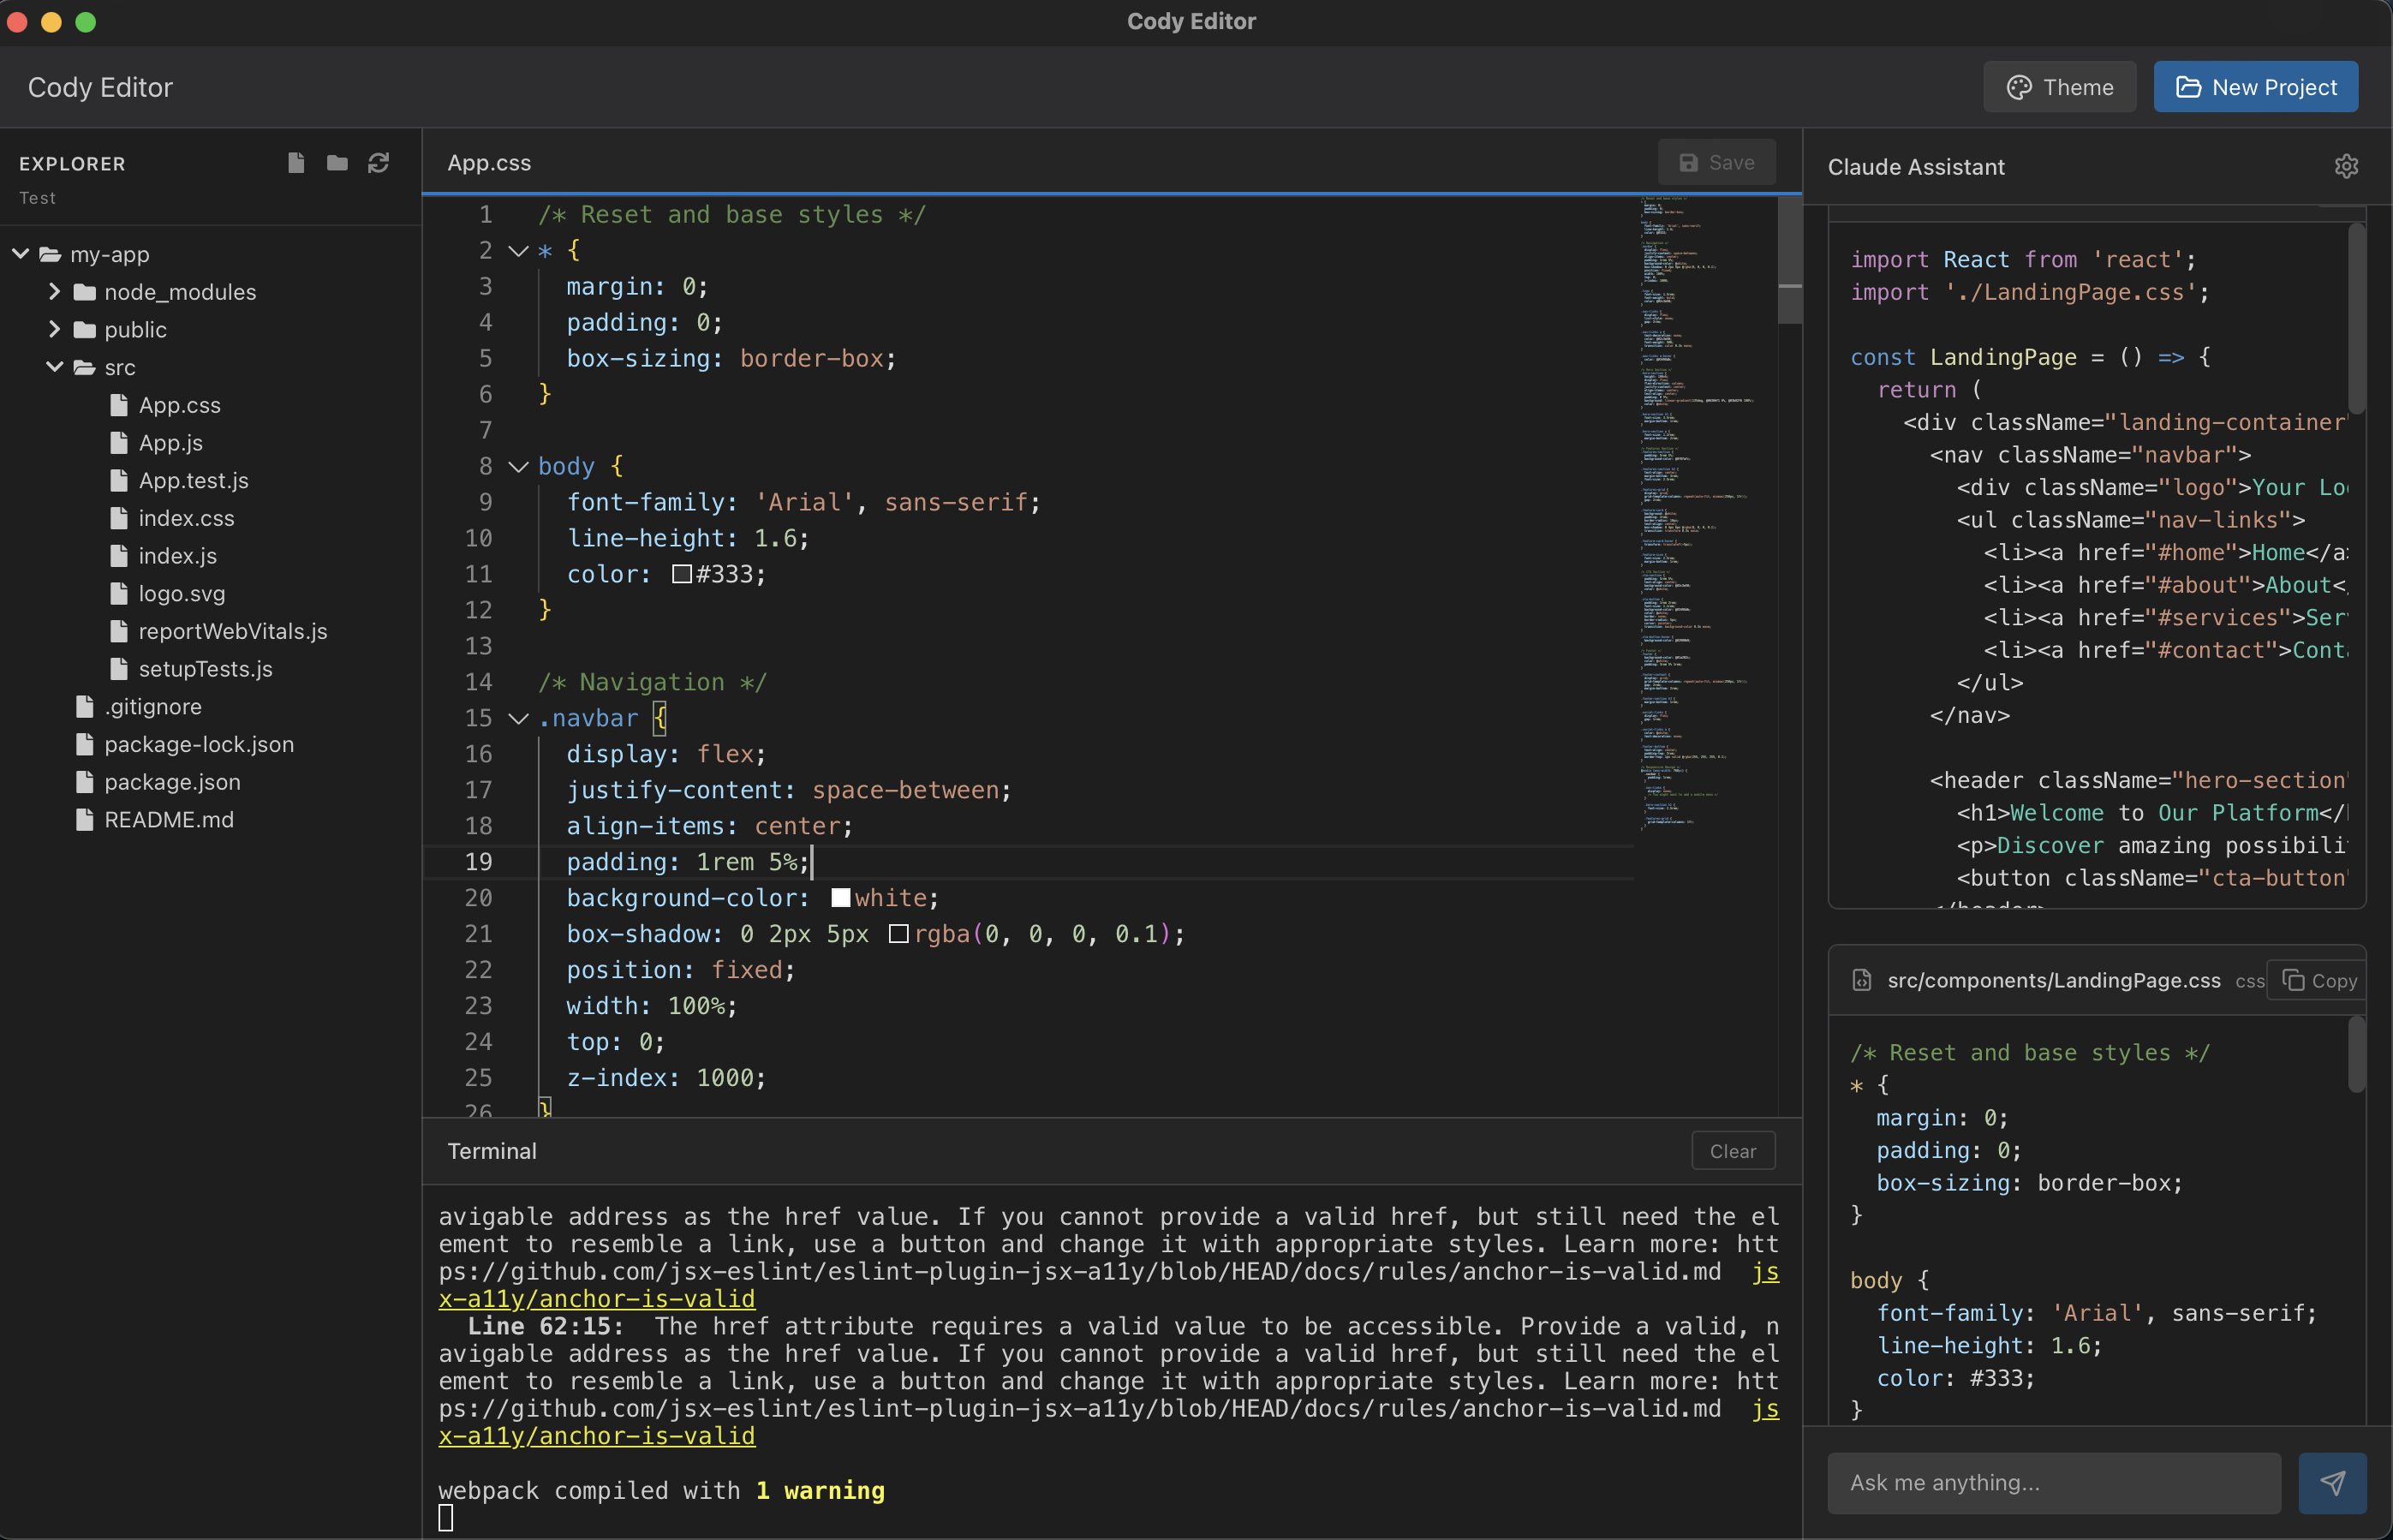 Cody Editor
Cody Editor
Theme
New Project
EXPLORER
Test
my-app
node_modules
public
src
App.css
App.js
App.test.js
index.css
index.js
logo.svg
reportWebVitals.js
setupTests.js
.gitignore
package-lock.json
package.json
README.md
App.css
Save
1 /* Reset and base styles */
2 * {
3 margin: 0;
4 padding: 0;
5 box-sizing: border-box;
6 }
7
8 body {
9 font-family: 'Arial', sans-serif;
10 line-height: 1.6;
11 color: #333;
12 }
13
14 /* Navigation */
15 .navbar {
16 display: flex;
17 justify-content: space-between;
18 align-items: center;
19 padding: 1rem 5%;
20 background-color: white;
21 box-shadow: 0 2px 5px rgba(0, 0, 0, 0.1);
22 position: fixed;
23 width: 100%;
24 top: 0;
25 z-index: 1000;
26 }
Terminal
Clear
avigable address as the href value. If you cannot provide a valid href, but still need the el
ement to resemble a link, use a button and change it with appropriate styles. Learn more: htt
ps://github.com/jsx-eslint/eslint-plugin-jsx-a11y/blob/HEAD/docs/rules/anchor-is-valid.md js
x-a11y/anchor-is-valid
Line 62:15: The href attribute requires a valid value to be accessible. Provide a valid, n
avigable address as the href value. If you cannot provide a valid href, but still need the el
ement to resemble a link, use a button and change it with appropriate styles. Learn more: htt
ps://github.com/jsx-eslint/eslint-plugin-jsx-a11y/blob/HEAD/docs/rules/anchor-is-valid.md js
x-a11y/anchor-is-valid
webpack compiled with 1 warning
Claude Assistant
import React from 'react';
import './LandingPage.css';
const LandingPage = () => {
return (
<div className="landing-container"
<nav className="navbar">
<div className="logo">Your Lo
<ul className="nav-links">
<li><a href="#home">Home</a>
<li><a href="#about">About</
<li><a href="#services">Ser
<li><a href="#contact">Conta
</ul>
</nav>
<header className="hero-section"
<h1>Welcome to Our Platform</
<p>Discover amazing possibili
<button className="cta-button"
</header>
src/components/LandingPage.css css Copy
/* Reset and base styles */
* {
margin: 0;
padding: 0;
box-sizing: border-box;
}
body {
font-family: 'Arial', sans-serif;
line-height: 1.6;
color: #333;
}
Ask me anything...